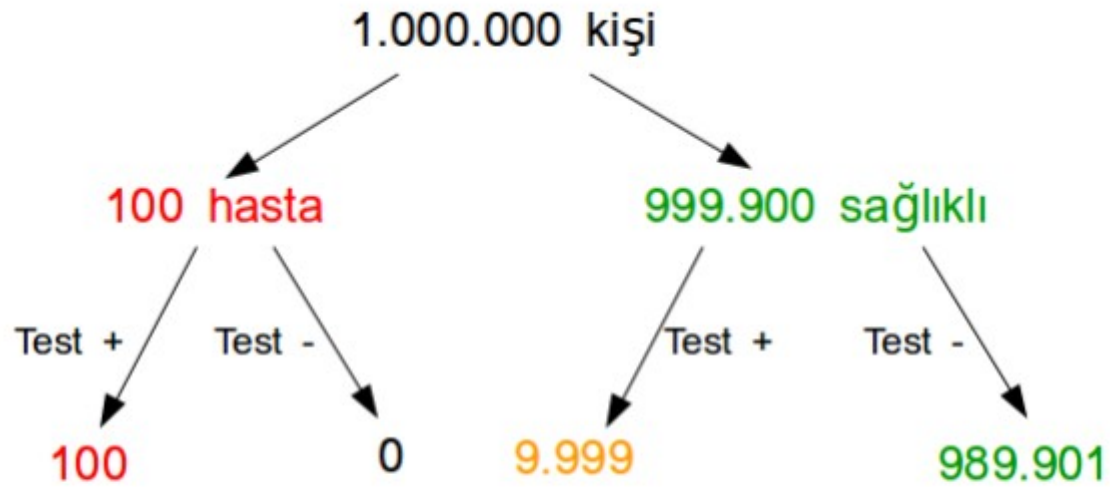 1.000.000 kişi
100 hasta
999.900 sağlıklı
Test +
Test -
Test +
Test -
100
0
9.999
989.901